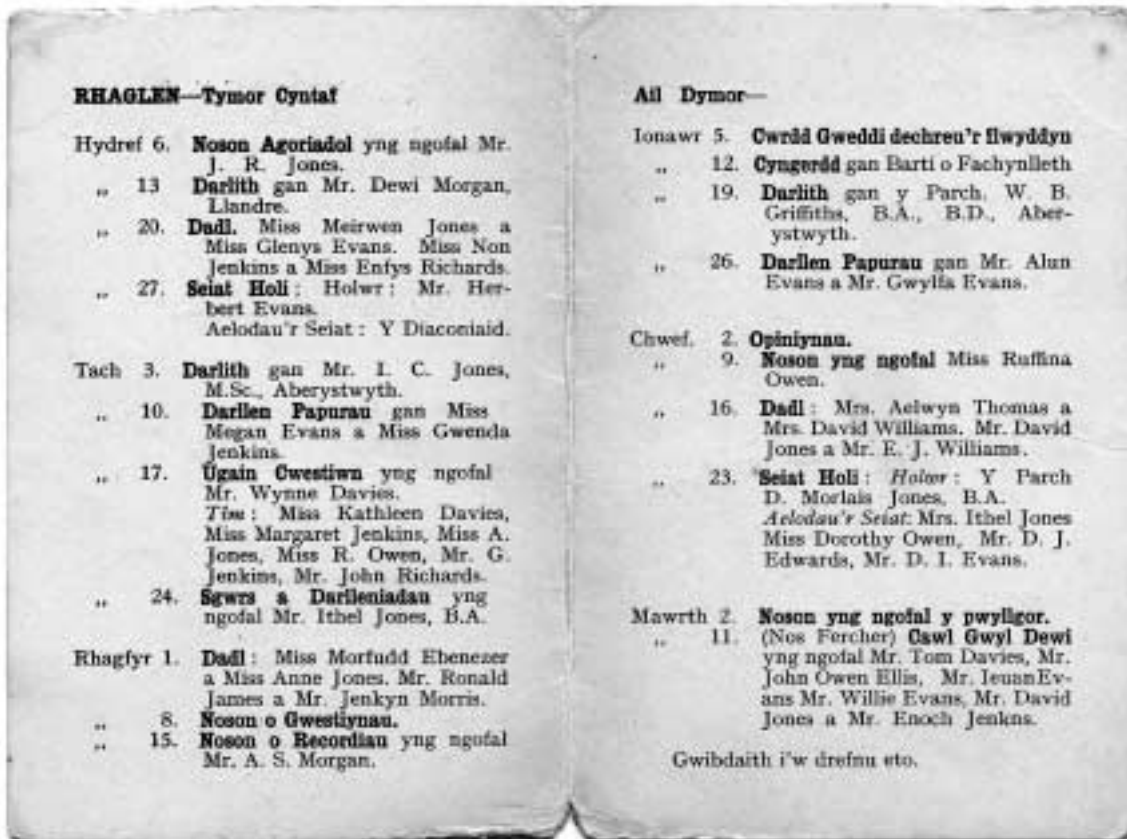 RHAGLEN—Tymor Cyntaf
Hydref 6. Noson Agoriadol yng ngofal Mr.
J. R. Jones.
„ 13 Darlith gan Mr. Dewi Morgan,
Llandre.
„ 20. Dadl. Miss Meirwen Jones a
Miss Glenys Evans. Miss Non
Jenkins a Miss Enfys Richards.
„ 27. Seiat Holi : Holwr : Mr. Her-
bert Evans.
Aelodau'r Seiat : Y Diaconiaid.
Tach 3. Darlith gan Mr. I. C. Jones,
M.Sc., Aberystwyth.
„ 10. Darllen Papurau gan Miss
Megan Evans a Miss Gwenda
Jenkins.
„ 17. Ugain Cwestiwn yng ngofal
Mr. Wynne Davies.
Tîm : Miss Kathleen Davies,
Miss Margaret Jenkins, Miss A.
Jones, Miss R. Owen, Mr. G.
Jenkins, Mr. John Richards.
„ 24. Sgwrs a Darlleniadau yng
ngofal Mr. Ithel Jones, B.A.
Rhagfyr 1. Dadl : Miss Morfudd Ebenezer
a Miss Anne Jones. Mr. Ronald
James a Mr. Jenkyn Morris.
„ 8. Noson o Gwestiynau.
„ 15. Noson o Recordiau yng ngofal
Mr. A. S. Morgan.
Ail Dymor—
Ionawr 5. Cwrdd Gweddi dechreu'r flwyddyn
„ 12. Cyngerdd gan Barti o Fachynlleth
„ 19. Darlith gan y Parch. W. B.
Griffiths, B.A., B.D., Aber-
ystwyth.
„ 26. Darllen Papurau gan Mr. Alun
Evans a Mr. Gwylfa Evans.
Chwef. 2. Opiniynau.
„ 9. Noson yng ngofal Miss Ruffina
Owen.
„ 16. Dadl : Mrs. Aelwyn Thomas a
Mrs. David Williams. Mr. David
Jones a Mr. E. J. Williams.
„ 23. Seiat Holi : Holwr : Y Parch
D. Morlais Jones, B.A.
Aelodau'r Seiat: Mrs. Ithel Jones
Miss Dorothy Owen, Mr. D. J.
Edwards, Mr. D. I. Evans.
Mawrth 2. Noson yng ngofal y pwyllgor.
„ 11. (Nos Fercher) Cawl Gwyl Dewi
yng ngofal Mr. Tom Davies, Mr.
John Owen Ellis, Mr. Ieuan Ev-
ans Mr. Willie Evans, Mr. David
Jones a Mr. Enoch Jenkns.
Gwibdaith i'w drefnu eto.